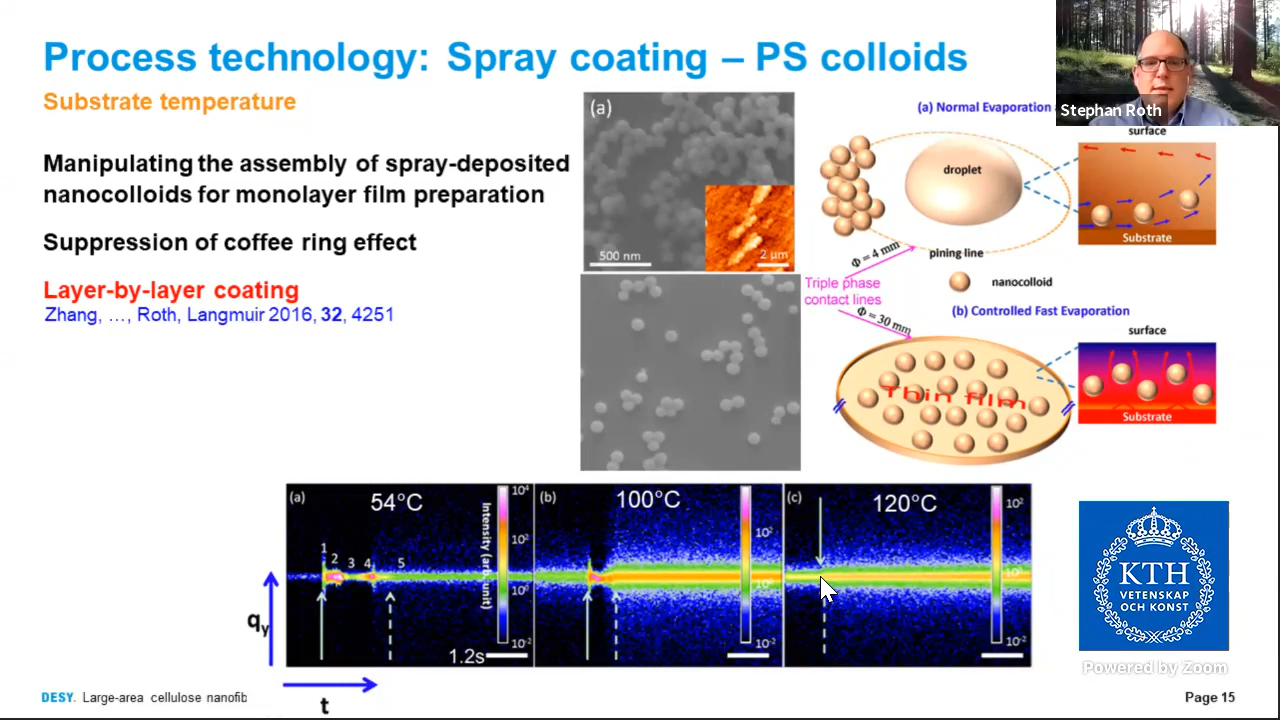 Process technology: Spray coating – PS colloids
Stephan Roth
Substrate temperature
Manipulating the assembly of spray-deposited
nanocolloids for monolayer film preparation
Suppression of coffee ring effect
Layer-by-layer coating
Zhang, …, Roth, Langmuir 2016, 32, 4251
(a)
500 nm
2 µm
(a) Normal Evaporation
surface
droplet
Substrate
Φ = 4 mm
pining line
Triple phase
contact lines
nanocolloid
Φ = 30 mm
(b) Controlled Fast Evaporation
surface
Thin film
Substrate
(a)
54°C
1
2
3
4
5
Intensity (arb. unit)
10⁴
10²
10⁰
10⁻²
1.2s
(b)
100°C
10²
10⁰
10⁻²
(c)
120°C
10²
10⁰
10⁻²
qy
t
KTH
VETENSKAP
OCH KONST
Powered by Zoom
DESY. Large-area cellulose nanofib
Page 15